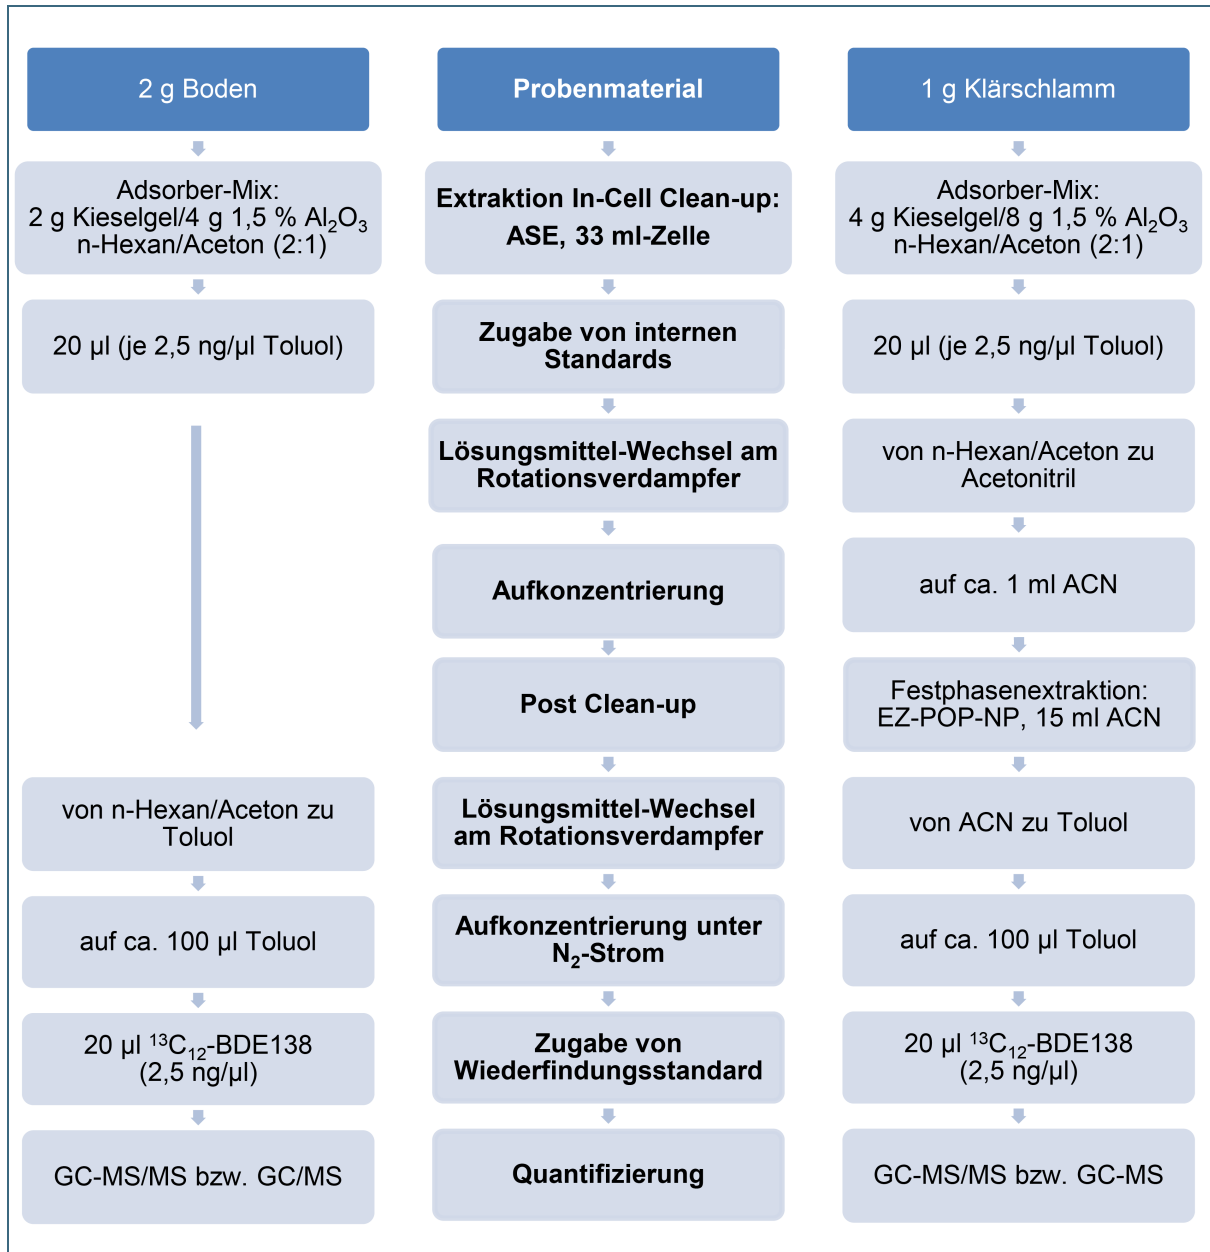 2 g Boden
Probenmaterial
1 g Klärschlamm
Adsorber-Mix:
2 g Kieselgel/4 g 1,5 % Al₂O₃
n-Hexan/Aceton (2:1)
Extraktion In-Cell Clean-up:
ASE, 33 ml-Zelle
Adsorber-Mix:
4 g Kieselgel/8 g 1,5 % Al₂O₃
n-Hexan/Aceton (2:1)
20 µl (je 2,5 ng/µl Toluol)
Zugabe von internen
Standards
20 µl (je 2,5 ng/µl Toluol)
Lösungsmittel-Wechsel am
Rotationsverdampfer
von n-Hexan/Aceton zu
Acetonitril
Aufkonzentrierung
auf ca. 1 ml ACN
Post Clean-up
Festphasenextraktion:
EZ-POP-NP, 15 ml ACN
von n-Hexan/Aceton zu
Toluol
Lösungsmittel-Wechsel
am Rotationsverdampfer
von ACN zu Toluol
auf ca. 100 µl Toluol
Aufkonzentrierung unter
N₂-Strom
auf ca. 100 µl Toluol
20 µl ¹³C₁₂-BDE138
(2,5 ng/µl)
Zugabe von
Wiederfindungsstandard
20 µl ¹³C₁₂-BDE138
(2,5 ng/µl)
GC-MS/MS bzw. GC/MS
Quantifizierung
GC-MS/MS bzw. GC-MS